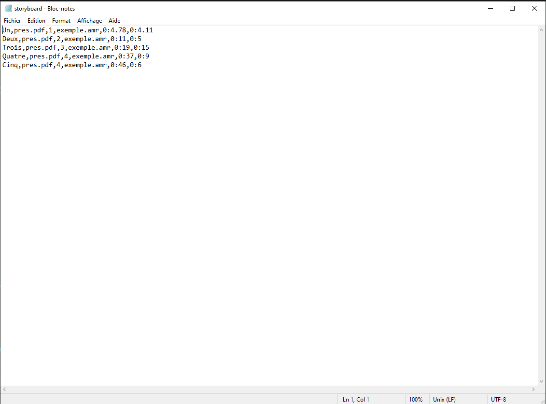 storyboard - Bloc-notes
Fichier Edition Format Affichage Aide
Un,pres.pdf,1,exemple.amr,0:4.78,0:4.11
Deux,pres.pdf,2,exemple.amr,0:11,0:5
Trois,pres.pdf,3,exemple.amr,0:19,0:15
Quatre,pres.pdf,4,exemple.amr,0:37,0:9
Cinq,pres.pdf,4,exemple.amr,0:46,0:6
Ln 1, Col 1 100% Unix (LF) UTF-8